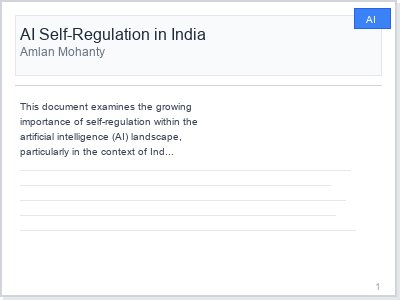 AI
AI Self-Regulation in India
Amlan Mohanty
This document examines the growing
importance of self-regulation within the
artificial intelligence (AI) landscape,
particularly in the context of Ind...
1